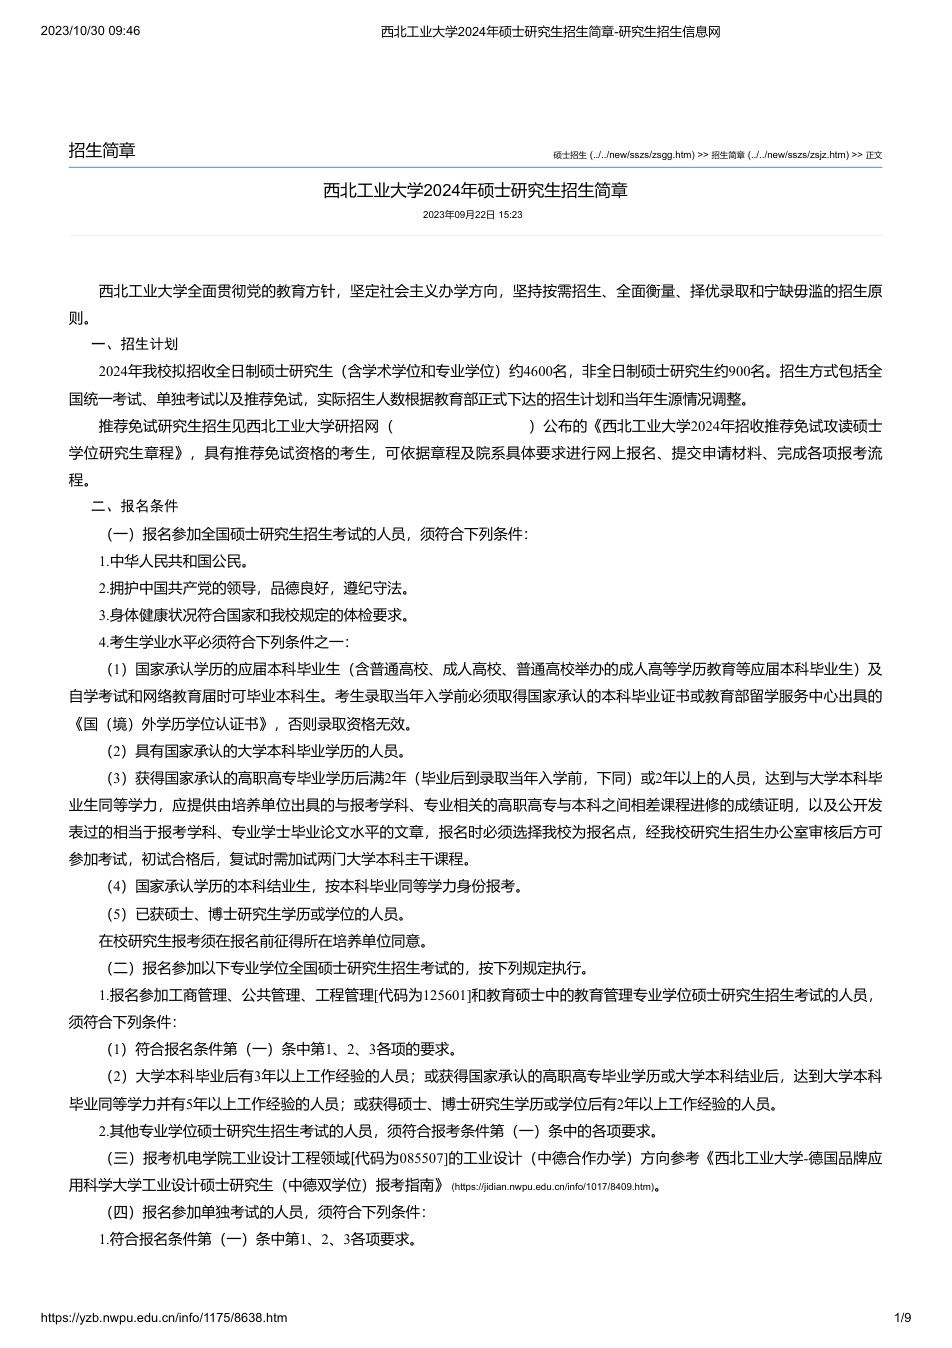 2023/10/30 09:46
西北工业大学2024年硕士研究生招生简章-研究生招生信息网
招生简章
硕士招生 (../../new/sszs/zsgg.htm) >> 招生简章 (../../new/sszs/zsjz.htm) >> 正文
西北工业大学2024年硕士研究生招生简章
2023年09月22日 15:23
西北工业大学全面贯彻党的教育方针，坚定社会主义办学方向，坚持按需招生、全面衡量、择优录取和宁缺毋滥的招生原
则。
一、招生计划
2024年我校拟招收全日制硕士研究生（含学术学位和专业学位）约4600名，非全日制硕士研究生约900名。招生方式包括全
国统一考试、单独考试以及推荐免试，实际招生人数根据教育部正式下达的招生计划和当年生源情况调整。
推荐免试研究生招生见西北工业大学研招网（ ）公布的《西北工业大学2024年招收推荐免试攻读硕士
学位研究生章程》，具有推荐免试资格的考生，可依据章程及院系具体要求进行网上报名、提交申请材料、完成各项报考流
程。
二、报名条件
（一）报名参加全国硕士研究生招生考试的人员，须符合下列条件：
1.中华人民共和国公民。
2.拥护中国共产党的领导，品德良好，遵纪守法。
3.身体健康状况符合国家和我校规定的体检要求。
4.考生学业水平必须符合下列条件之一：
（1）国家承认学历的应届本科毕业生（含普通高校、成人高校、普通高校举办的成人高等学历教育等应届本科毕业生）及
自学考试和网络教育届时可毕业本科生。考生录取当年入学前必须取得国家承认的本科毕业证书或教育部留学服务中心出具的
《国（境）外学历学位认证书》，否则录取资格无效。
（2）具有国家承认的大学本科毕业学历的人员。
（3）获得国家承认的高职高专毕业学历后满2年（毕业后到录取当年入学前，下同）或2年以上的人员，达到与大学本科毕
业生同等学力，应提供由培养单位出具的与报考学科、专业相关的高职高专与本科之间相差课程进修的成绩证明，以及公开发
表过的相当于报考学科、专业学士毕业论文水平的文章，报名时必须选择我校为报名点，经我校研究生招生办公室审核后方可
参加考试，初试合格后，复试时需加试两门大学本科主干课程。
（4）国家承认学历的本科结业生，按本科毕业同等学力身份报考。
（5）已获硕士、博士研究生学历或学位的人员。
在校研究生报考须在报名前征得所在培养单位同意。
（二）报名参加以下专业学位全国硕士研究生招生考试的，按下列规定执行。
1.报名参加工商管理、公共管理、工程管理[代码为125601]和教育硕士中的教育管理专业学位硕士研究生招生考试的人员，
须符合下列条件：
（1）符合报名条件第（一）条中第1、2、3各项的要求。
（2）大学本科毕业后有3年以上工作经验的人员；或获得国家承认的高职高专毕业学历或大学本科结业后，达到大学本科
毕业同等学力并有5年以上工作经验的人员；或获得硕士、博士研究生学历或学位后有2年以上工作经验的人员。
2.其他专业学位硕士研究生招生考试的人员，须符合报考条件第（一）条中的各项要求。
（三）报考机电学院工业设计工程领域[代码为085507]的工业设计（中德合作办学）方向参考《西北工业大学-德国品牌应
用科学大学工业设计硕士研究生（中德双学位）报考指南》 (https://jidian.nwpu.edu.cn/info/1017/8409.htm)。
（四）报名参加单独考试的人员，须符合下列条件：
1.符合报名条件第（一）条中第1、2、3各项要求。
https://yzb.nwpu.edu.cn/info/1175/8638.htm
1/9